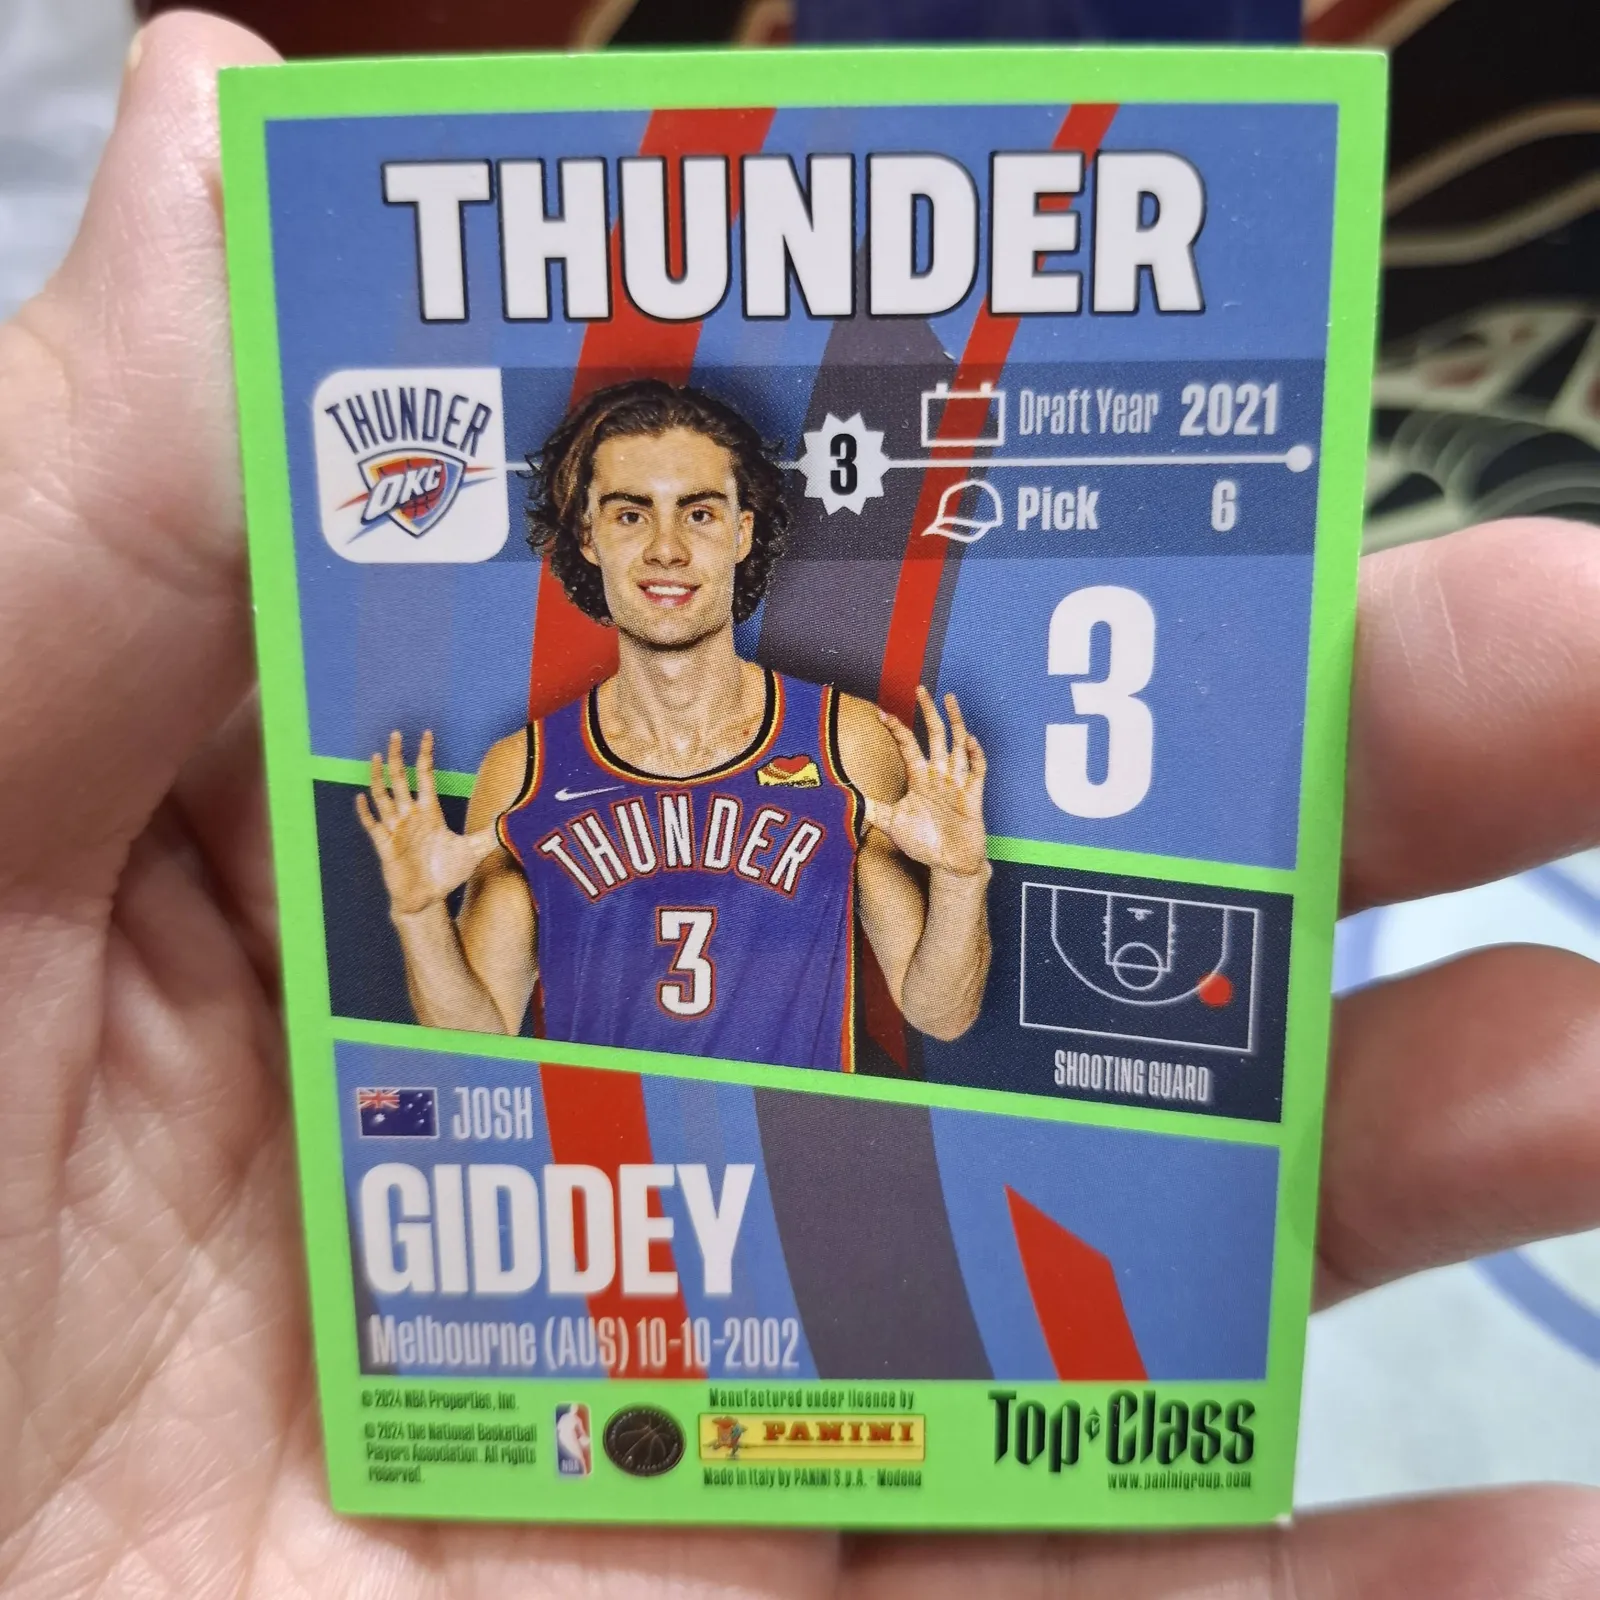 THUNDER
THUNDER
OKC
3
Draft Year 2021
Pick 6
3
THUNDER
3
SHOOTING GUARD
JOSH
GIDDEY
Melbourne (AUS) 10-10-2002
© 2024 NBA Properties, Inc.
© 2024 the National Basketball
Players Association. All rights
reserved.
NBA
Manufactured under licence by
PANINI
Made in Italy by PANINI S.p.A. - Modena
Top Class
www.paninigroup.com